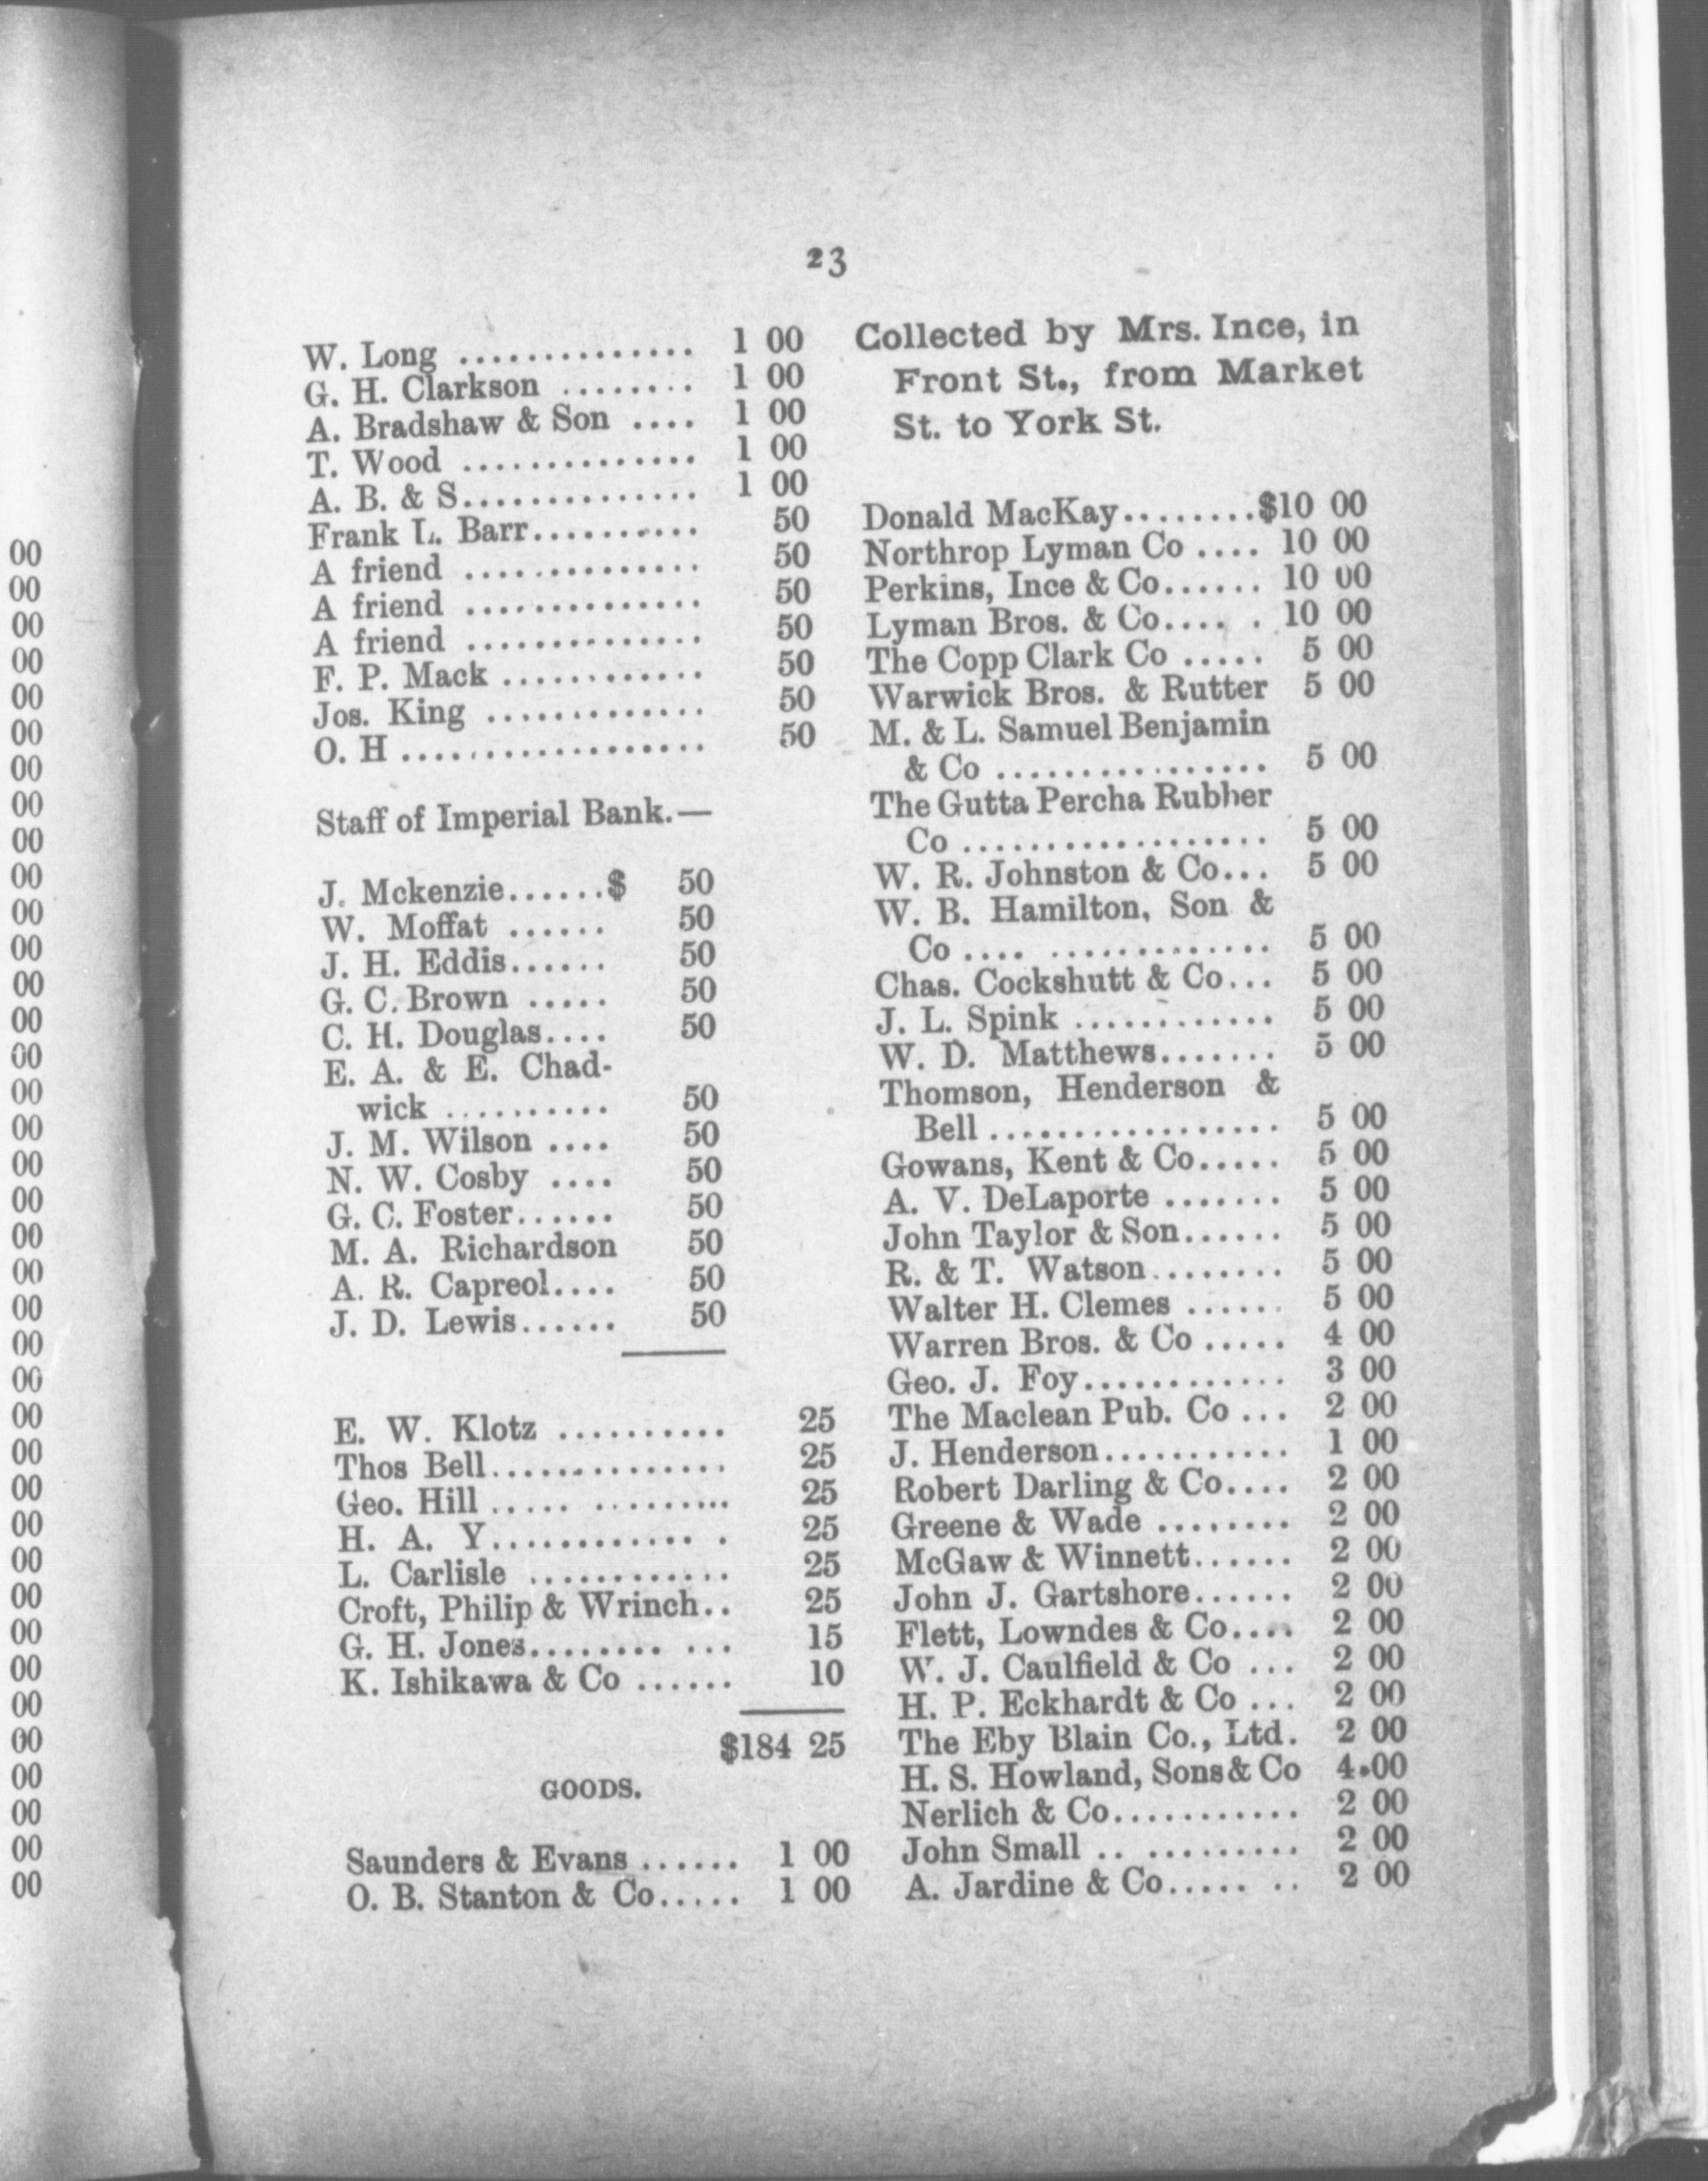 23
W. Long .............. 1 00
G. H. Clarkson ........ 1 00
A. Bradshaw & Son .... 1 00
T. Wood .............. 1 00
A. B. & S.............. 1 00
Frank L. Barr.......... 50
A friend .............. 50
A friend .............. 50
A friend .............. 50
F. P. Mack ............ 50
Jos. King ............. 50
O. H .................. 50
Staff of Imperial Bank.—
J. Mckenzie......$ 50
W. Moffat ...... 50
J. H. Eddis...... 50
G. C. Brown ..... 50
C. H. Douglas.... 50
E. A. & E. Chad-
wick .......... 50
J. M. Wilson .... 50
N. W. Cosby .... 50
G. C. Foster...... 50
M. A. Richardson 50
A. R. Capreol.... 50
J. D. Lewis...... 50
E. W. Klotz .......... 25
Thos Bell.............. 25
Geo. Hill ..... ......... 25
H. A. Y............. . 25
L. Carlisle ............ 25
Croft, Philip & Wrinch.. 25
G. H. Jones........ ... 15
K. Ishikawa & Co ...... 10
$184 25
GOODS.
Saunders & Evans ...... 1 00
O. B. Stanton & Co..... 1 00
Collected by Mrs. Ince, in
Front St., from Market
St. to York St.
Donald MacKay........$10 00
Northrop Lyman Co .... 10 00
Perkins, Ince & Co...... 10 00
Lyman Bros. & Co.... . 10 00
The Copp Clark Co ..... 5 00
Warwick Bros. & Rutter 5 00
M. & L. Samuel Benjamin
& Co ................ 5 00
The Gutta Percha Rubber
Co .................. 5 00
W. R. Johnston & Co... 5 00
W. B. Hamilton, Son &
Co .... ............. 5 00
Chas. Cockshutt & Co... 5 00
J. L. Spink ............ 5 00
W. D. Matthews....... 5 00
Thomson, Henderson &
Bell ................. 5 00
Gowans, Kent & Co..... 5 00
A. V. DeLaporte ....... 5 00
John Taylor & Son...... 5 00
R. & T. Watson........ 5 00
Walter H. Clemes ...... 5 00
Warren Bros. & Co ..... 4 00
Geo. J. Foy............ 3 00
The Maclean Pub. Co ... 2 00
J. Henderson........... 1 00
Robert Darling & Co.... 2 00
Greene & Wade ........ 2 00
McGaw & Winnett...... 2 00
John J. Gartshore...... 2 00
Flett, Lowndes & Co.... 2 00
W. J. Caulfield & Co ... 2 00
H. P. Eckhardt & Co ... 2 00
The Eby Blain Co., Ltd. 2 00
H. S. Howland, Sons & Co 4.00
Nerlich & Co........... 2 00
John Small .. ......... 2 00
A. Jardine & Co..... .. 2 00